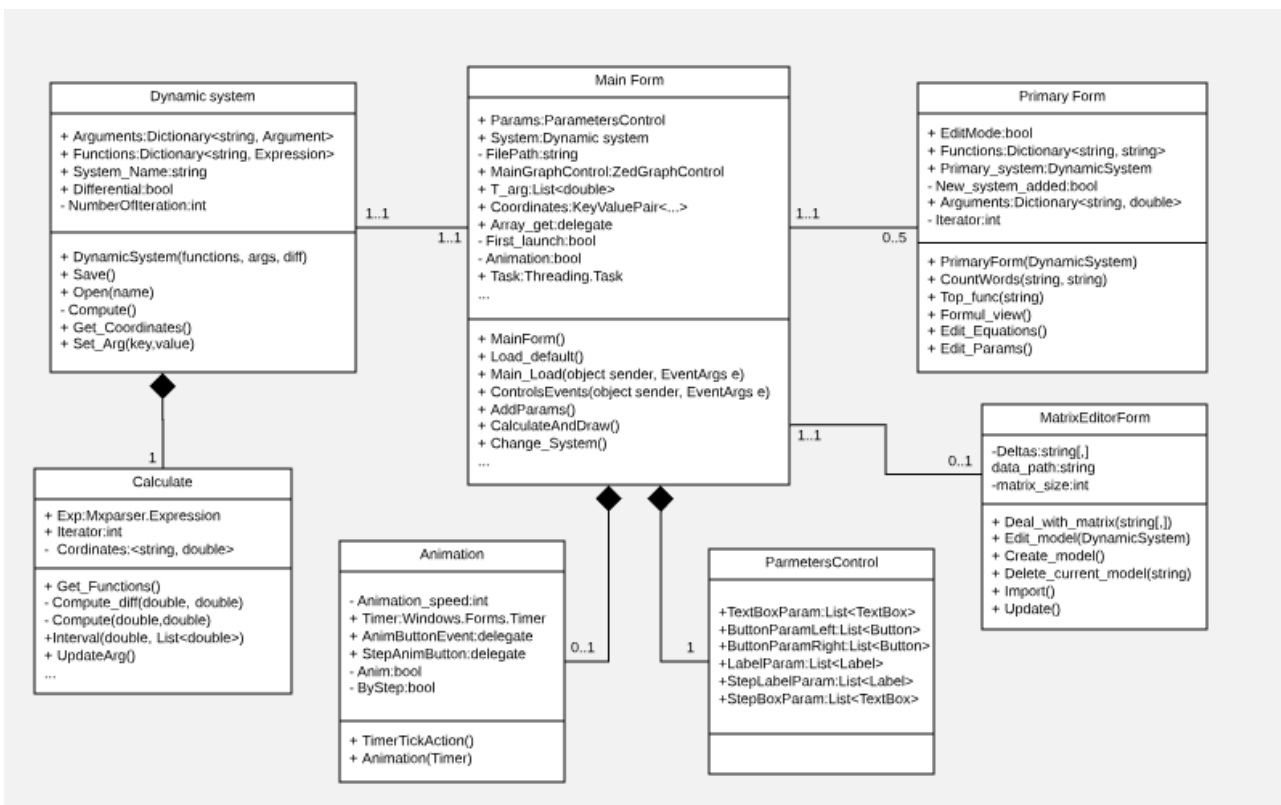 Dynamic system
+ Arguments:Dictionary<string, Argument>
+ Functions:Dictionary<string, Expression>
+ System_Name:string
+ Differential:bool
- NumberOfIteration:int
+ DynamicSystem(functions, args, diff)
+ Save()
+ Open(name)
- Compute()
+ Get_Coordinates()
+ Set_Arg(key,value)
1..1
1..1
Main Form
+ Params:ParametersControl
+ System:Dynamic system
- FilePath:string
+ MainGraphControl:ZedGraphControl
+ T_arg:List<double>
+ Coordinates:KeyValuePair<...>
+ Array_get:delegate
- First_launch:bool
- Animation:bool
+ Task:Threading.Task
...
+ MainForm()
+ Load_default()
+ Main_Load(object sender, EventArgs e)
+ ControlsEvents(object sender, EventArgs e)
+ AddParams()
+ CalculateAndDraw()
+ Change_System()
...
1..1
0..5
Primary Form
+ EditMode:bool
+ Functions:Dictionary<string, string>
+ Primary_system:DynamicSystem
- New_system_added:bool
+ Arguments:Dictionary<string, double>
- Iterator:int
+ PrimaryForm(DynamicSystem)
+ CountWords(string, string)
+ Top_func(string)
+ Formul_view()
+ Edit_Equations()
+ Edit_Params()
1..1
0..1
MatrixEditorForm
-Deltas:string[,]
data_path:string
-matrix_size:int
+ Deal_with_matrix(string[,])
+ Edit_model(DynamicSystem)
+ Create_model()
+ Delete_current_model(string)
+ Import()
+ Update()
1
Calculate
+ Exp:Mxparser.Expression
+ Iterator:int
- Cordinates:<string, double>
+ Get_Functions()
- Compute_diff(double, double)
- Compute(double,double)
+Interval(double, List<double>)
+ UpdateArg()
...
Animation
- Animation_speed:int
+ Timer:Windows.Forms.Timer
+ AnimButtonEvent:delegate
+ StepAnimButton:delegate
- Anim:bool
- ByStep:bool
+ TimerTickAction()
+ Animation(Timer)
0..1
1
ParmetersControl
+TextBoxParam:List<TextBox>
+ButtonParamLeft:List<Button>
+ButtonParamRight:List<Button>
+LabelParam:List<Label>
+StepLabelParam:List<Label>
+StepBoxParam:List<TextBox>